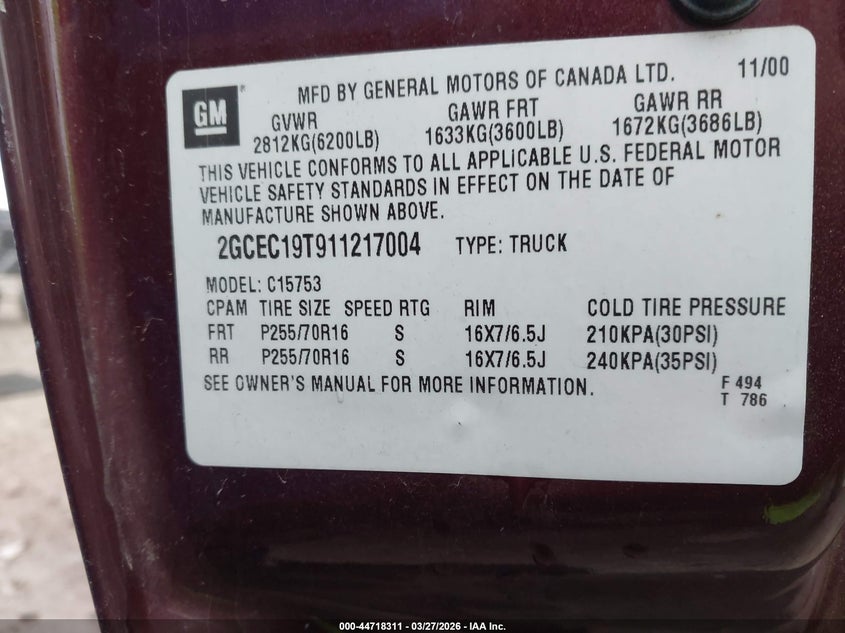 MFD BY GENERAL MOTORS OF CANADA LTD. 11/00
GM
GVWR GAWR FRT GAWR RR
2812KG(6200LB) 1633KG(3600LB) 1672KG(3686LB)
THIS VEHICLE CONFORMS TO ALL APPLICABLE U.S. FEDERAL MOTOR
VEHICLE SAFETY STANDARDS IN EFFECT ON THE DATE OF
MANUFACTURE SHOWN ABOVE.
2GCEC19T911217004 TYPE: TRUCK
MODEL: C15753
CPAM TIRE SIZE SPEED RTG RIM COLD TIRE PRESSURE
FRT P255/70R16 S 16X7/6.5J 210KPA(30PSI)
RR P255/70R16 S 16X7/6.5J 240KPA(35PSI)
SEE OWNER'S MANUAL FOR MORE INFORMATION.
F 494
T 786
000-44718311 - 03/27/2026 - IAA Inc.